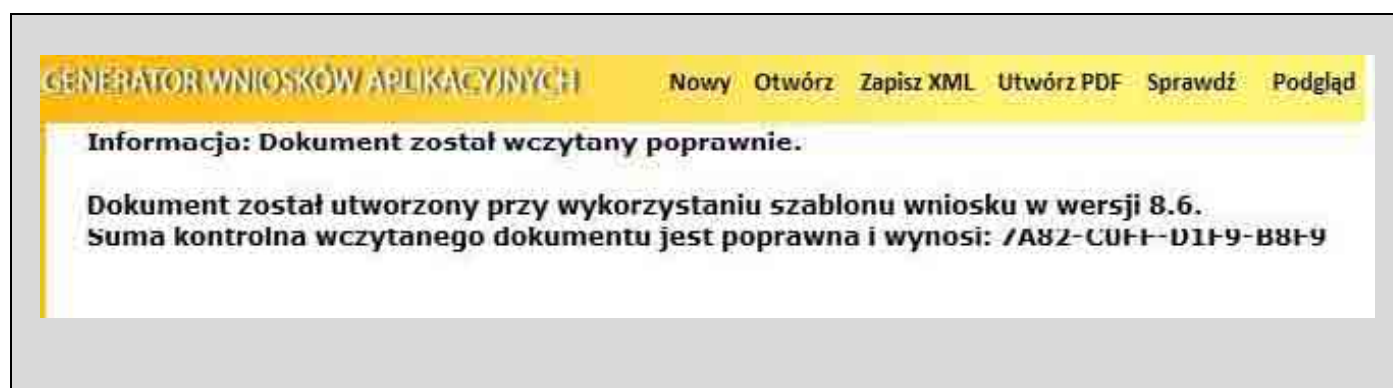 GENERATOR WNIOSKÓW APLIKACYJNYCH Nowy Otwórz Zapisz XML Utwórz PDF Sprawdź Podgląd
Informacja: Dokument został wczytany poprawnie.
Dokument został utworzony przy wykorzystaniu szablonu wniosku w wersji 8.6.
Suma kontrolna wczytanego dokumentu jest poprawna i wynosi: 7A82-C0FF-D1F9-B8F9